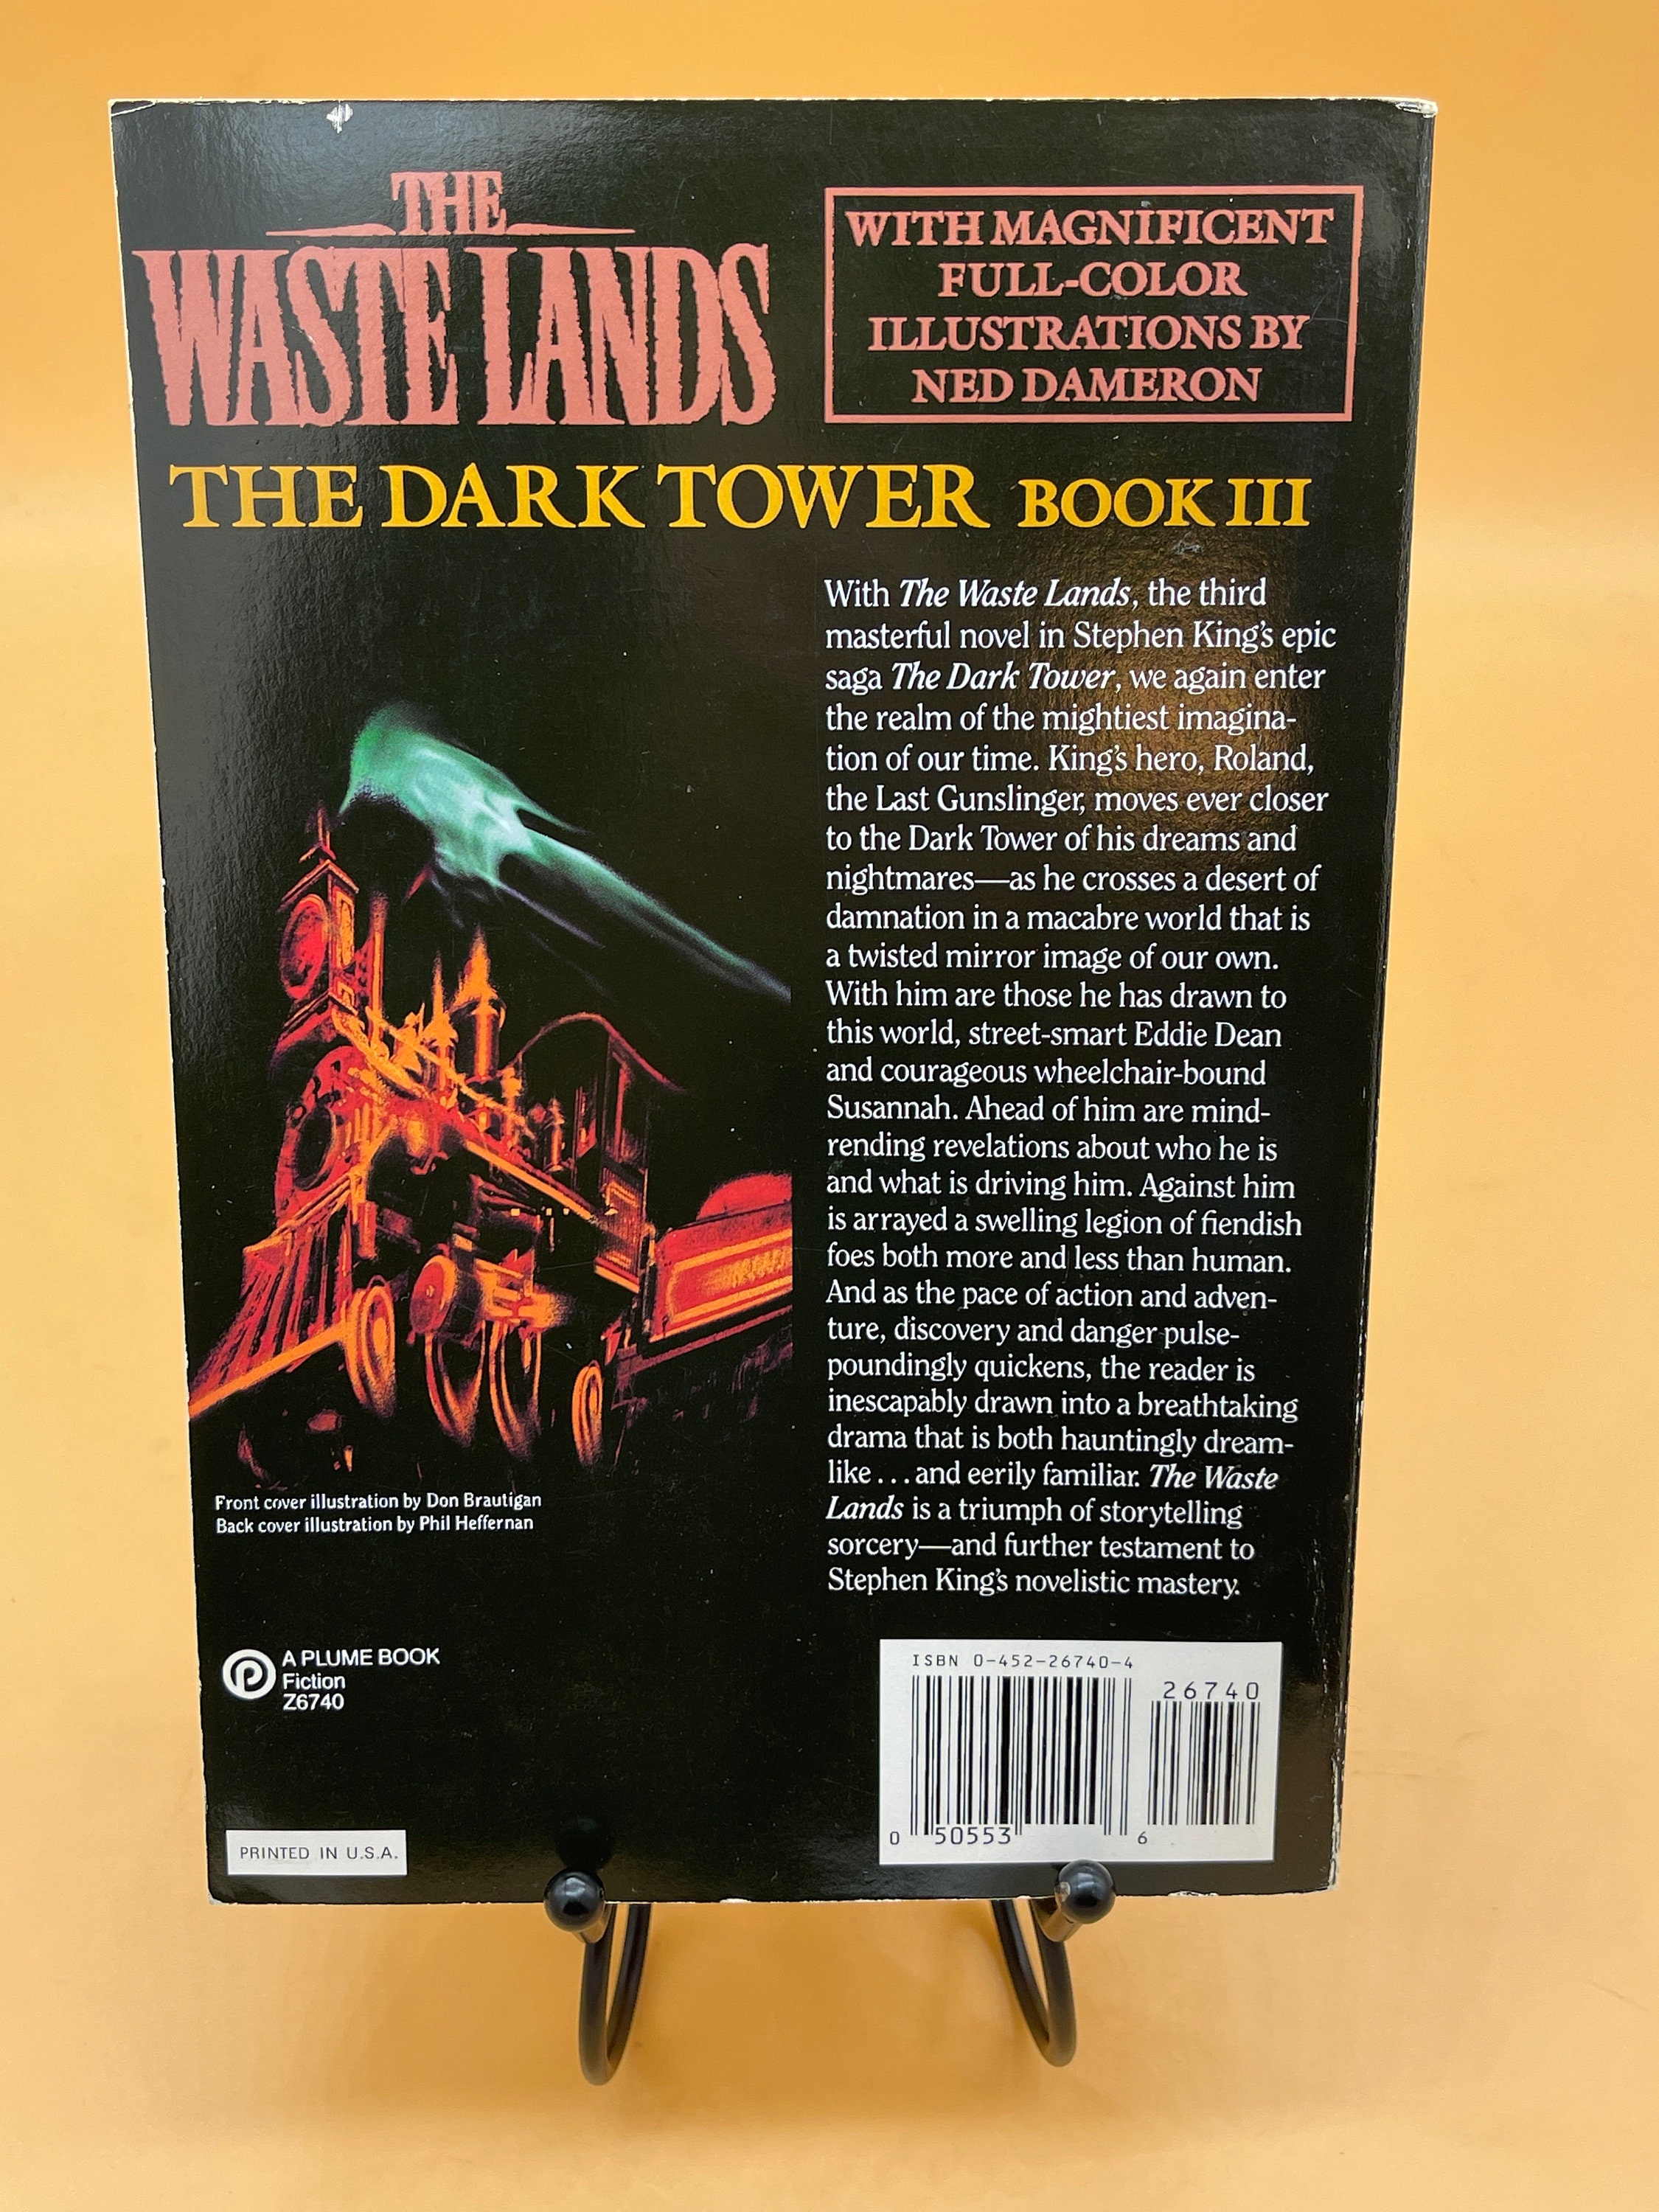 THE
WASTE LANDS
WITH MAGNIFICENT
FULL-COLOR
ILLUSTRATIONS BY
NED DAMERON
THE DARK TOWER BOOK III
With The Waste Lands, the third
masterful novel in Stephen King's epic
saga The Dark Tower, we again enter
the realm of the mightiest imagina-
tion of our time. King's hero, Roland,
the Last Gunslinger, moves ever closer
to the Dark Tower of his dreams and
nightmares—as he crosses a desert of
damnation in a macabre world that is
a twisted mirror image of our own.
With him are those he has drawn to
this world, street-smart Eddie Dean
and courageous wheelchair-bound
Susannah. Ahead of him are mind-
rending revelations about who he is
and what is driving him. Against him
is arrayed a swelling legion of fiendish
foes both more and less than human.
And as the pace of action and adven-
ture, discovery and danger pulse-
poundingly quickens, the reader is
inescapably drawn into a breathtaking
drama that is both hauntingly dream-
like . . . and eerily familiar. The Waste
Lands is a triumph of storytelling
sorcery—and further testament to
Stephen King's novelistic mastery.
Front cover illustration by Don Brautigan
Back cover illustration by Phil Heffernan
A PLUME BOOK
Fiction
Z6740
PRINTED IN U.S.A.
ISBN 0-452-26740-4
26740
0 50553 6